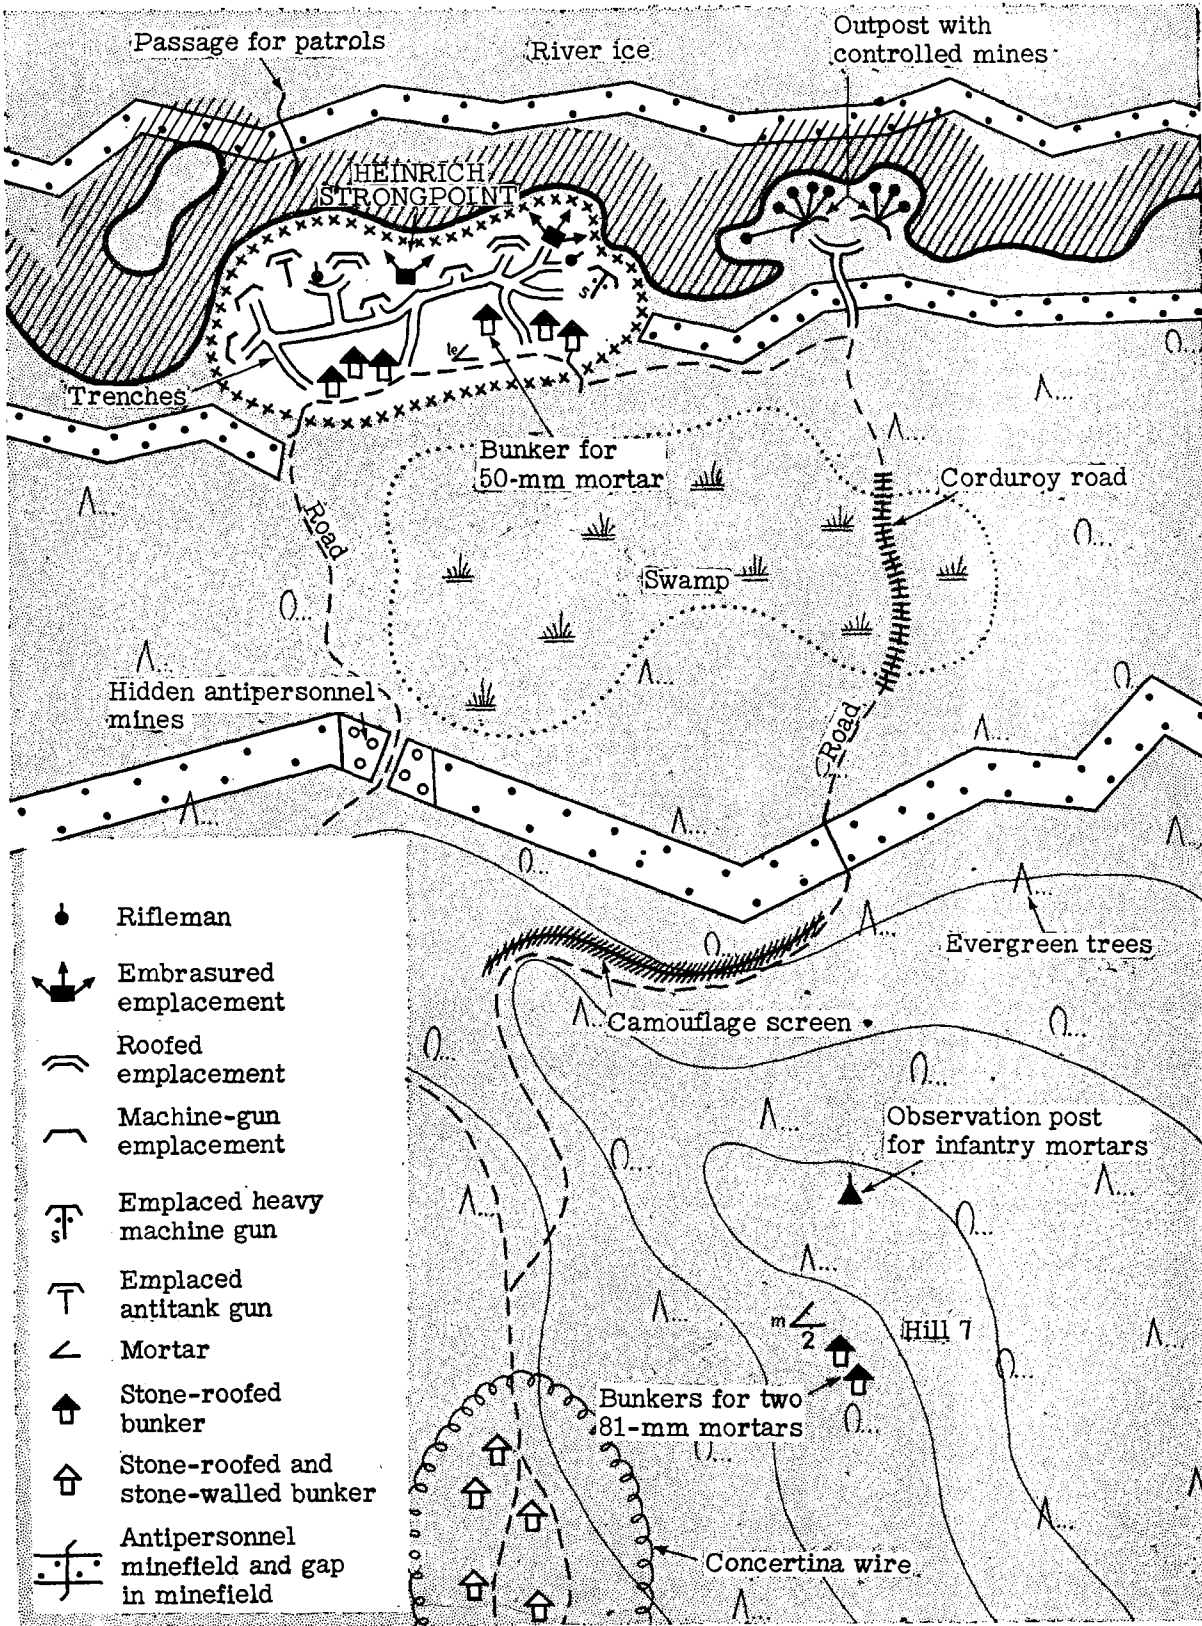 Passage for patrols
River ice
Outpost with
controlled mines
HEINRICH
STRONGPOINT
s
le
Trenches
Bunker for
50-mm mortar
Corduroy road
Road
Swamp
Hidden antipersonnel
mines
Road
Rifleman
Embrasured
emplacement
Roofed
emplacement
Machine-gun
emplacement
Emplaced heavy
machine gun
s
Emplaced
antitank gun
Mortar
Stone-roofed
bunker
Stone-roofed and
stone-walled bunker
Antipersonnel
minefield and gap
in minefield
Evergreen trees
Camouflage screen
Observation post
for infantry mortars
m
2
Hill 7
Bunkers for two
81-mm mortars
Concertina wire